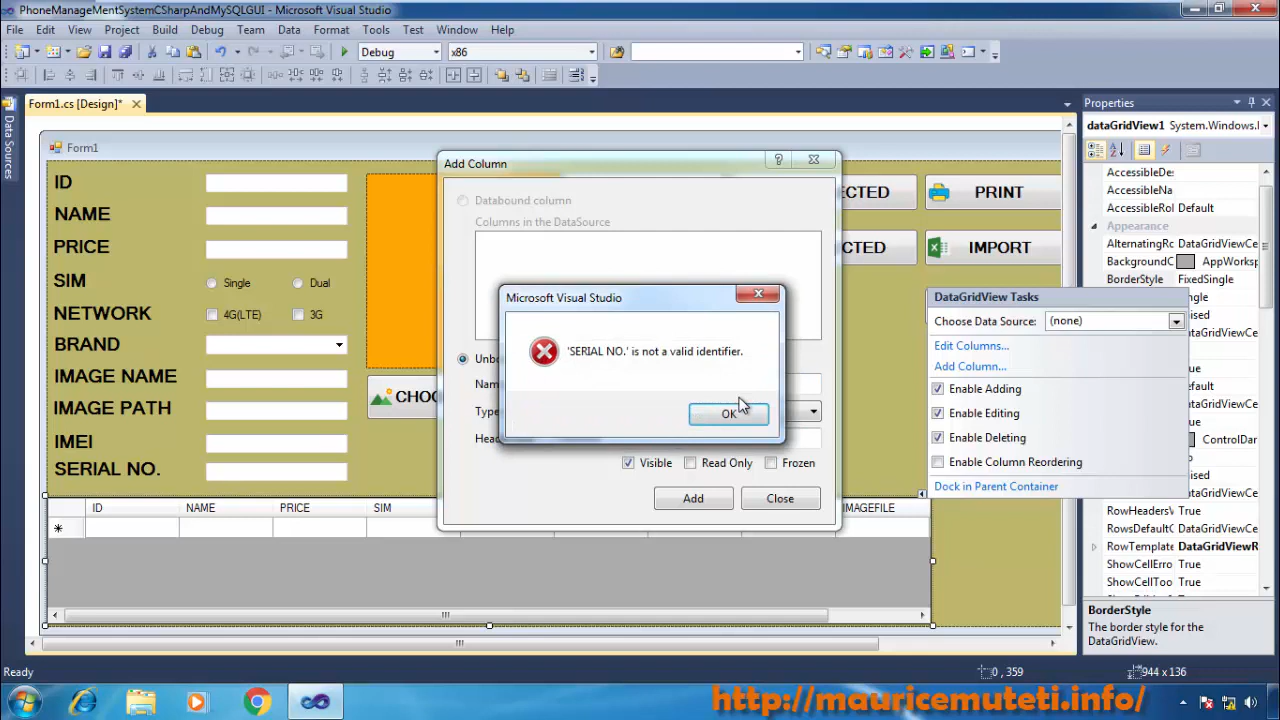 PhoneManageMentSystemCSharpAndMySQLGUI - Microsoft Visual Studio
File Edit View Project Build Debug Team Data Format Tools Test Window Help
Debug x86
Form1.cs [Design]*
Data Sources
Form1
ID
NAME
PRICE
SIM Single Dual
NETWORK 4G(LTE) 3G
BRAND
IMAGE NAME
IMAGE PATH
IMEI
SERIAL NO.
PRINT
IMPORT
Add Column
Databound column
Columns in the DataSource
Name
Visible Read Only Frozen
Add Close
Microsoft Visual Studio
'SERIAL NO.' is not a valid identifier.
OK
DataGridView Tasks
Choose Data Source: (none)
Edit Columns...
Add Column...
Enable Adding
Enable Editing
Enable Deleting
Enable Column Reordering
Dock in Parent Container
ID NAME PRICE SIM IMAGEFILE
Properties
dataGridView1 System.Windows.
AccessibleDe
AccessibleNa
AccessibleRo Default
Appearance
AlternatingRo DataGridViewCe
BackgroundC AppWorksp
BorderStyle FixedSingle
RowHeadersV True
RowsDefaultC DataGridViewCe
RowTemplate DataGridViewR
ShowCellErro True
ShowCellToo True
BorderStyle
The border style for the
DataGridView.
Ready 0 , 359 944 x 136
http://mauricemuteti.info/